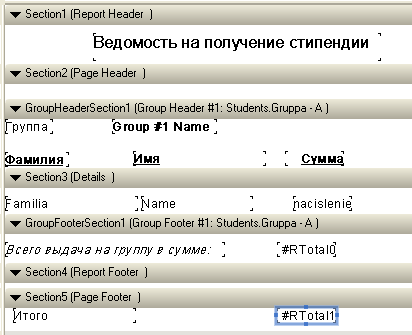 Section1 (Report Header )
Ведомость на получение стипендии
Section2 (Page Header )
GroupHeaderSection1 (Group Header #1: Students.Gruppa - A )
Группа Group #1 Name
Фамилия Имя Сумма
Section3 (Details )
Familia Name nacislenie
GroupFooterSection1 (Group Footer #1: Students.Gruppa - A )
Всего выдача на группу в сумме: #RTotal0
Section4 (Report Footer )
Section5 (Page Footer )
Итого #RTotal1